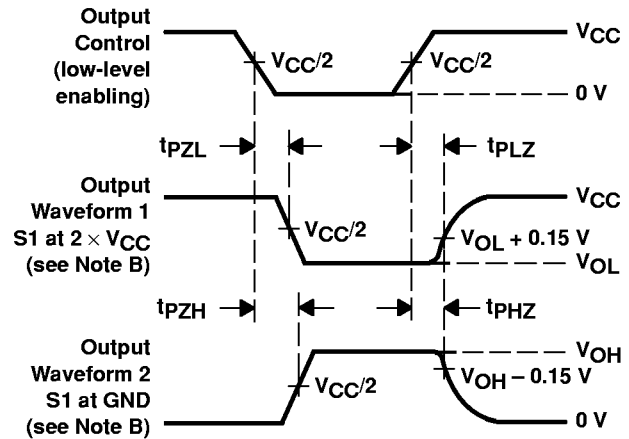 Output
Control
(low-level
enabling)
VCC/2
VCC/2
VCC
0 V
tPZL
tPLZ
Output
Waveform 1
S1 at 2 × VCC
(see Note B)
VCC/2
VCC
VOL + 0.15 V
VOL
tPZH
tPHZ
Output
Waveform 2
S1 at GND
(see Note B)
VCC/2
VOH
VOH − 0.15 V
0 V